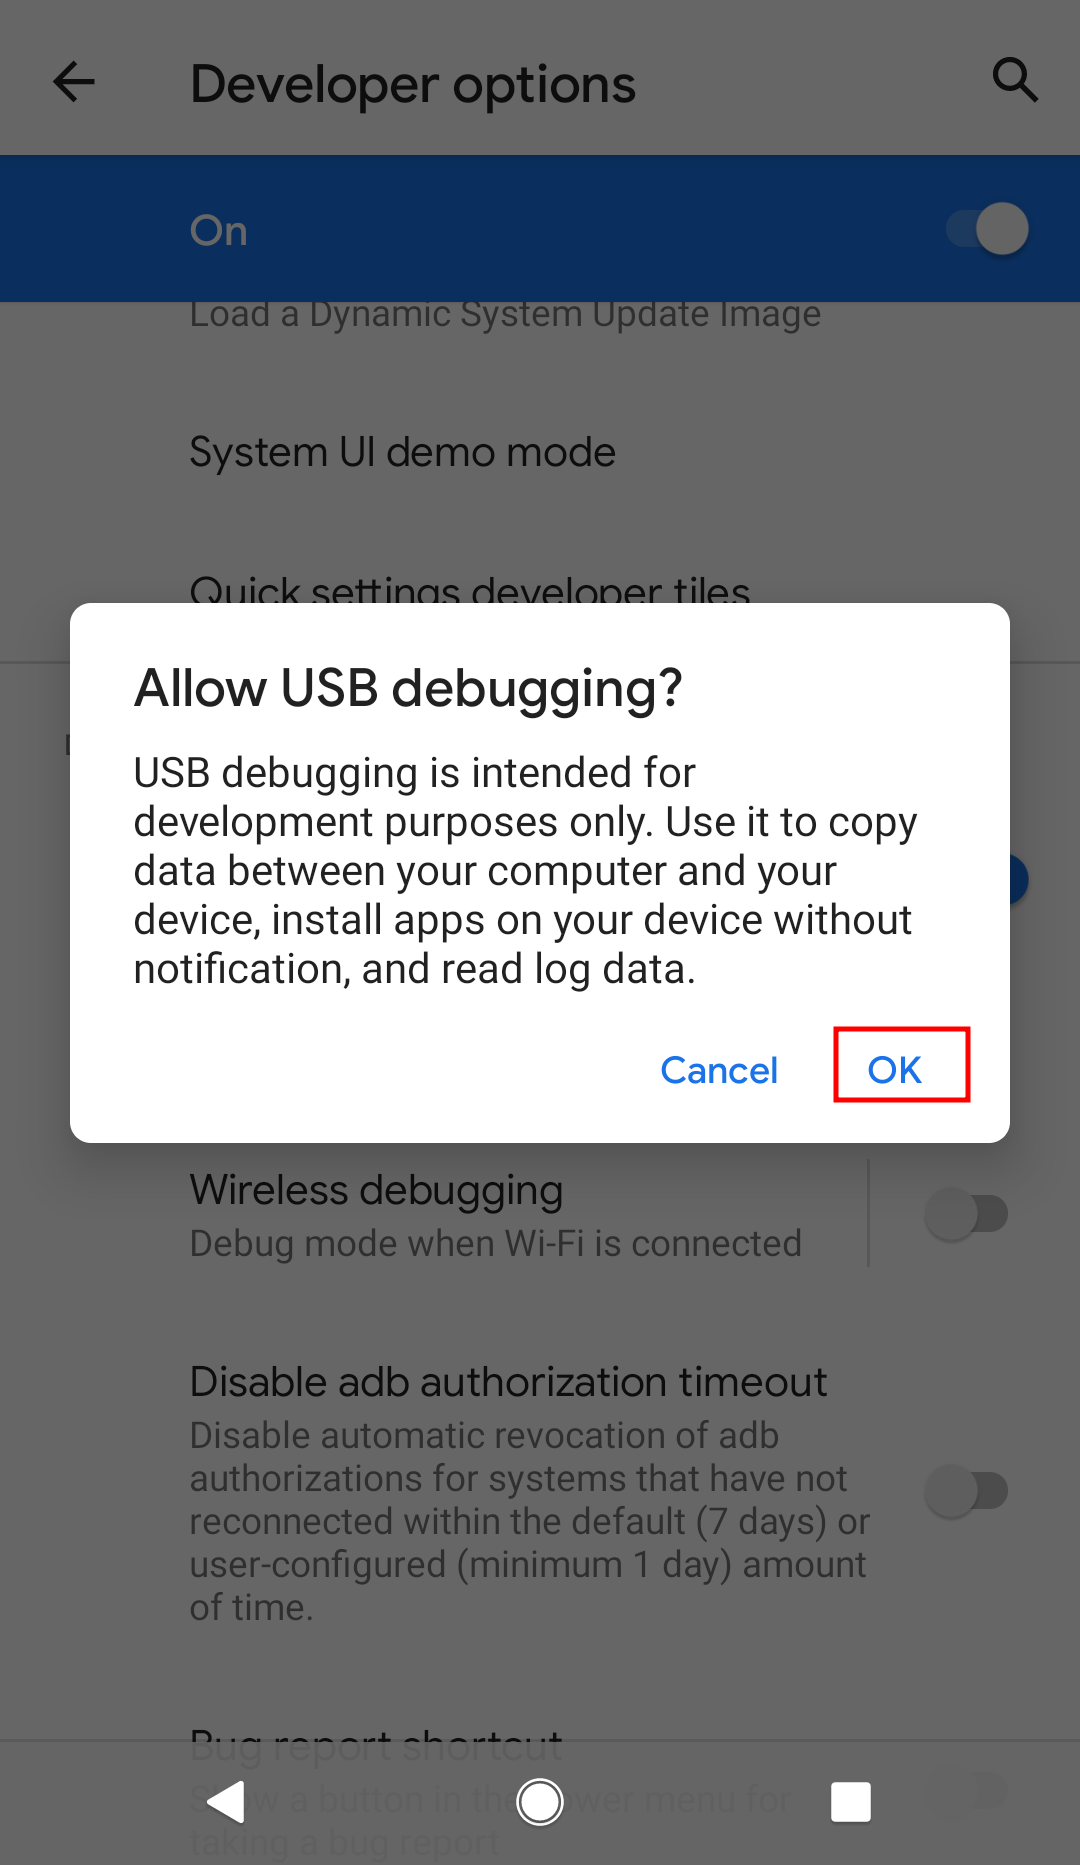 Developer options
On
Load a Dynamic System Update Image
System UI demo mode
Quick settings developer tiles
Allow USB debugging?
USB debugging is intended for
development purposes only. Use it to copy
data between your computer and your
device, install apps on your device without
notification, and read log data.
Cancel OK
Wireless debugging
Debug mode when Wi-Fi is connected
Disable adb authorization timeout
Disable automatic revocation of adb
authorizations for systems that have not
reconnected within the default (7 days) or
user-configured (minimum 1 day) amount
of time.
Bug report shortcut
Show a button in the power menu for
taking a bug report